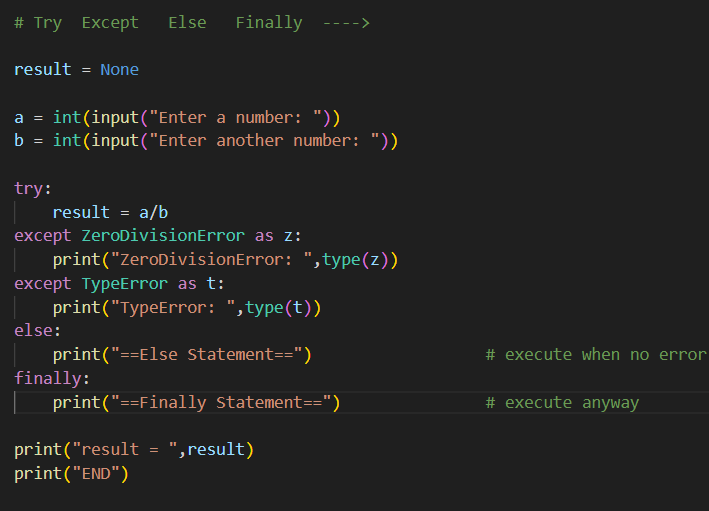 # Try  Except   Else   Finally  ---->
result = None
a = int(input("Enter a number: "))
b = int(input("Enter another number: "))
try:
    result = a/b
except ZeroDivisionError as z:
    print("ZeroDivisionError: ",type(z))
except TypeError as t:
    print("TypeError: ",type(t))
else:
    print("==Else Statement==")                  # execute when no error
finally:
    print("==Finally Statement==")               # execute anyway
print("result = ",result)
print("END")